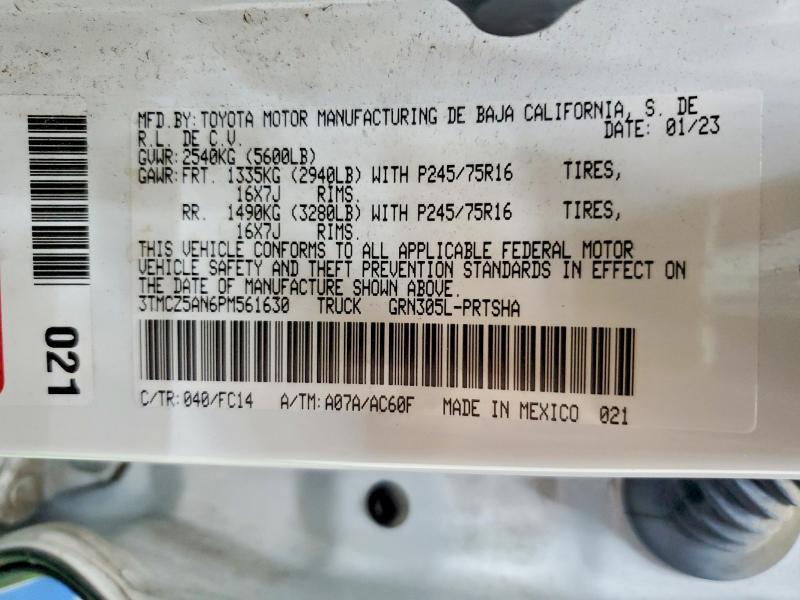 MFD.BY:TOYOTA MOTOR MANUFACTURING DE BAJA CALIFORNIA, S. DE
R.L. DE C.V. DATE: 01/23
GVWR:2540KG (5600LB)
GAWR:FRT. 1335KG (2940LB) WITH P245/75R16 TIRES,
16X7J RIMS.
RR. 1490KG (3280LB) WITH P245/75R16 TIRES,
16X7J RIMS.
THIS VEHICLE CONFORMS TO ALL APPLICABLE FEDERAL MOTOR
VEHICLE SAFETY AND THEFT PREVENTION STANDARDS IN EFFECT ON
THE DATE OF MANUFACTURE SHOWN ABOVE.
3TMCZ5AN6PM561630 TRUCK GRN305L-PRTSHA
C/TR:040/FC14 A/TM:A07A/AC60F MADE IN MEXICO 021
021